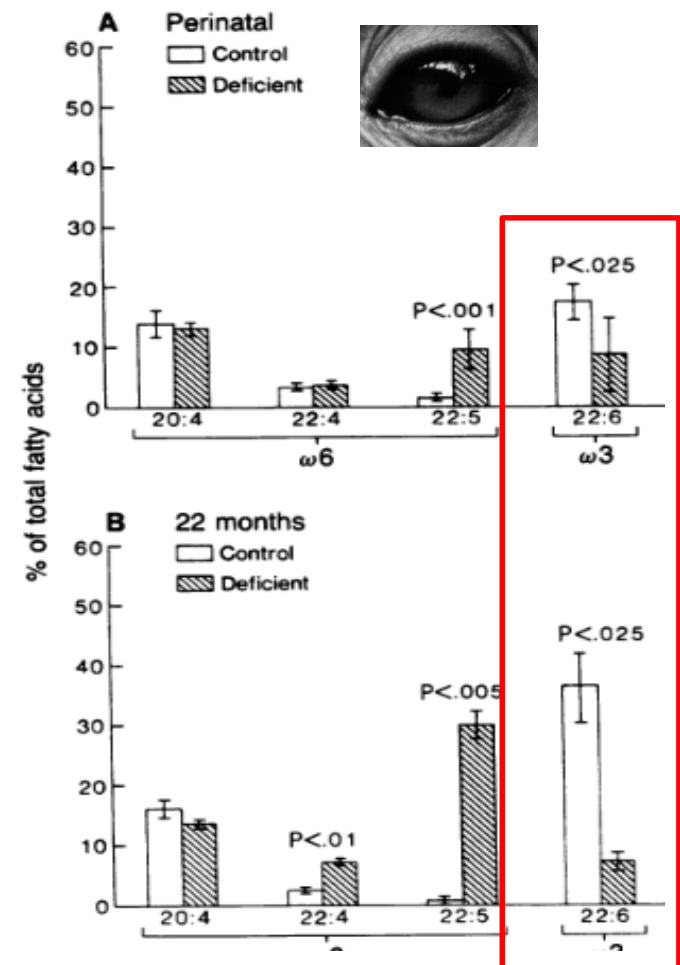 A Perinatal
Control
Deficient
60
50
40
30
20
10
0
P<.001
P<.025
20:4 22:4 22:5 22:6
ω6 ω3
% of total fatty acids
B 22 months
Control
Deficient
60
50
40
30
20
10
0
P<.01
P<.005
P<.025
20:4 22:4 22:5 22:6